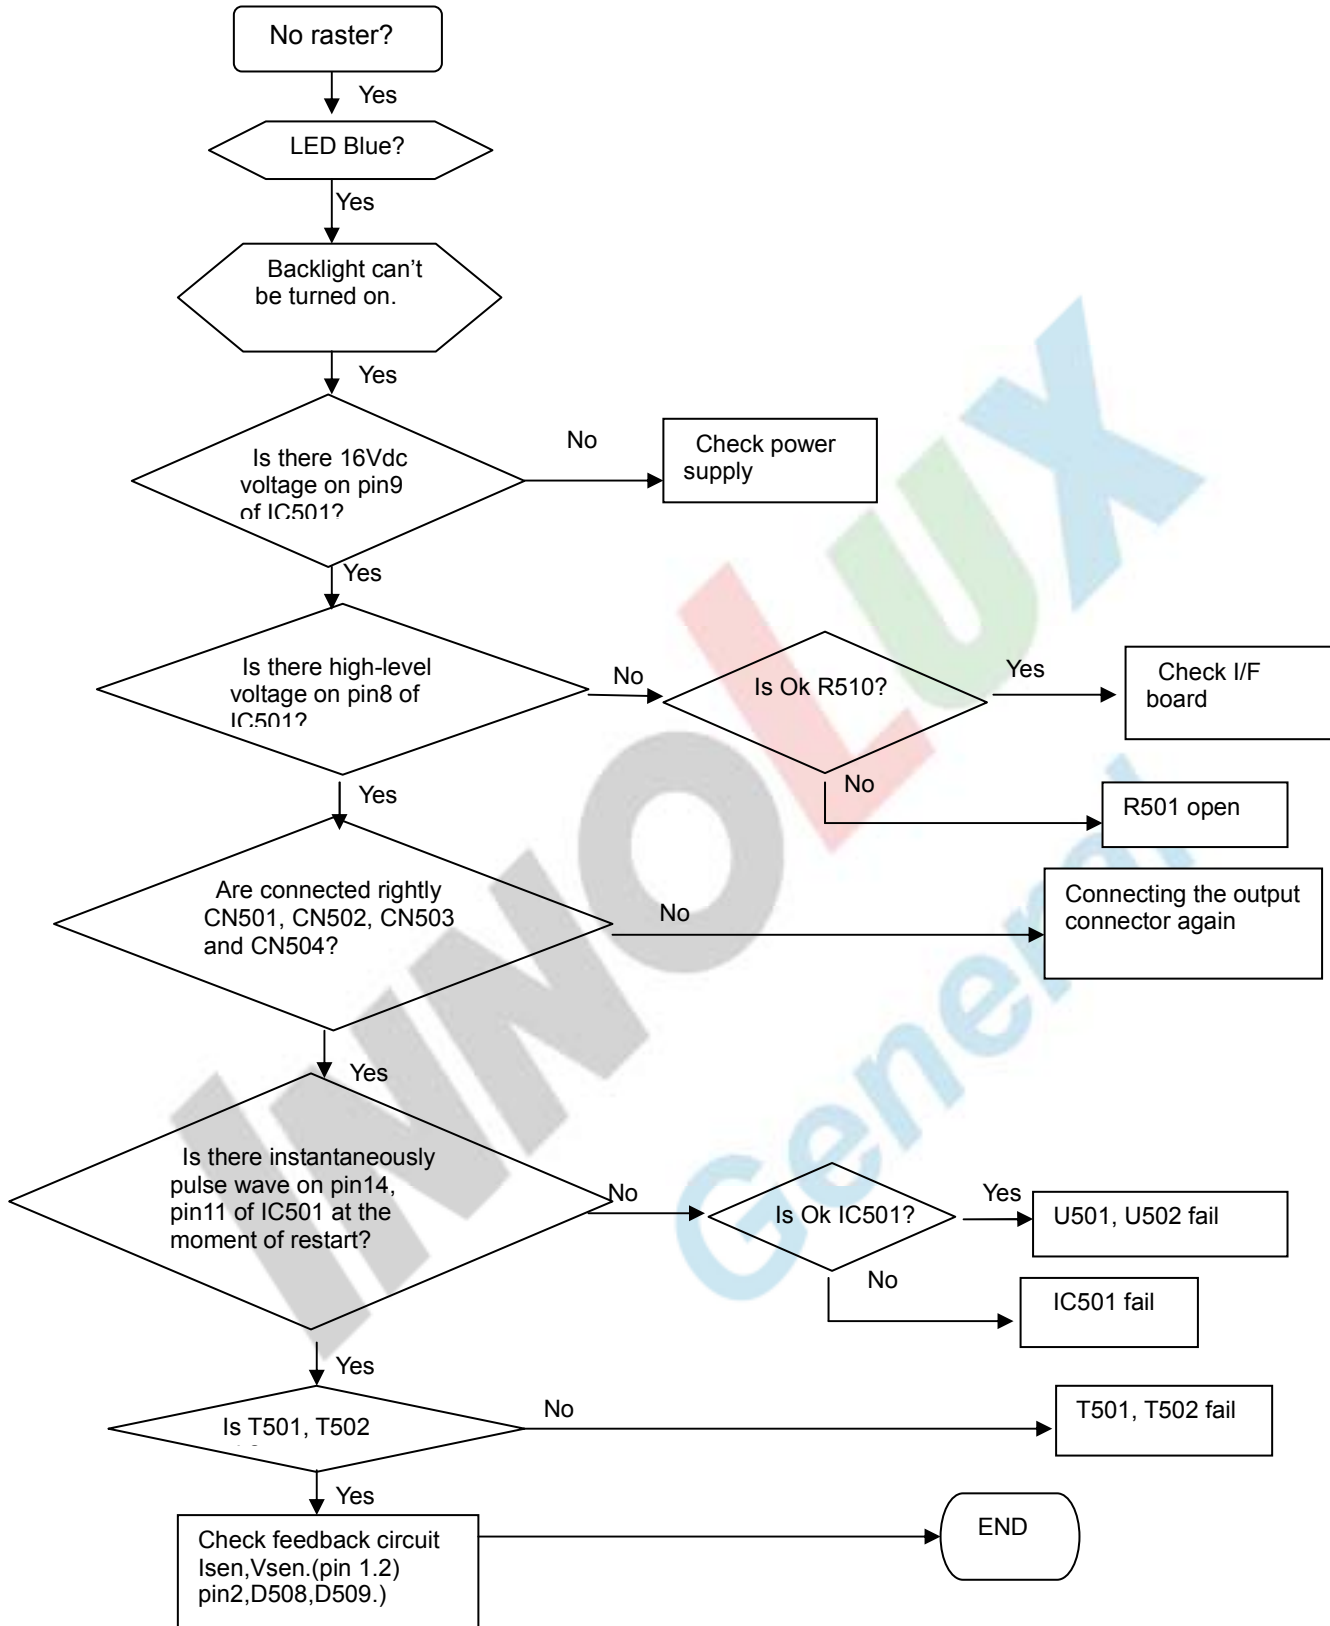 No raster?
Yes
LED Blue?
Yes
Backlight can't
be turned on.
Yes
Is there 16Vdc
voltage on pin9
of IC501?
No
Check power
supply
Yes
Is there high-level
voltage on pin8 of
IC501?
No
Is Ok R510?
Yes
Check I/F
board
No
R501 open
Yes
Are connected rightly
CN501, CN502, CN503
and CN504?
No
Connecting the output
connector again
Yes
Is there instantaneously
pulse wave on pin14,
pin11 of IC501 at the
moment of restart?
No
Is Ok IC501?
Yes
U501, U502 fail
No
IC501 fail
Yes
Is T501, T502
No
T501, T502 fail
Yes
Check feedback circuit
Isen,Vsen.(pin 1.2)
pin2,D508,D509.)
END
INNOLUX
General